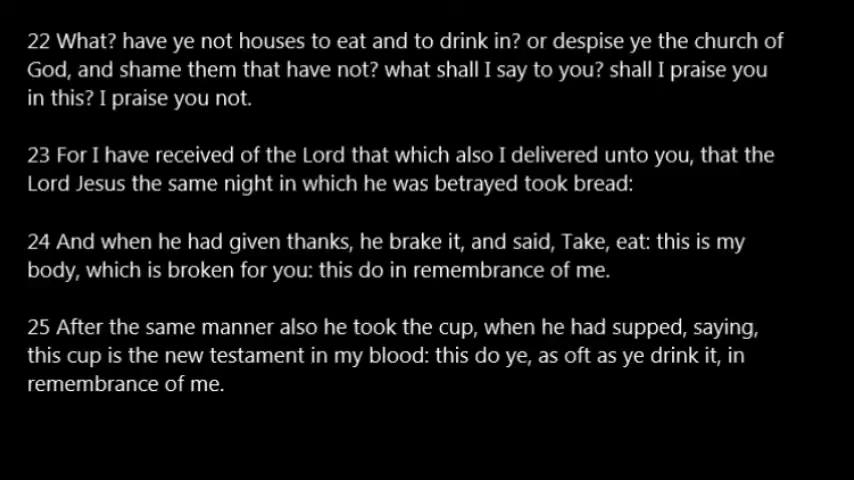 22 What? have ye not houses to eat and to drink in? or despise ye the church of
God, and shame them that have not? what shall I say to you? shall I praise you
in this? I praise you not.
23 For I have received of the Lord that which also I delivered unto you, that the
Lord Jesus the same night in which he was betrayed took bread:
24 And when he had given thanks, he brake it, and said, Take, eat: this is my
body, which is broken for you: this do in remembrance of me.
25 After the same manner also he took the cup, when he had supped, saying,
this cup is the new testament in my blood: this do ye, as oft as ye drink it, in
remembrance of me.